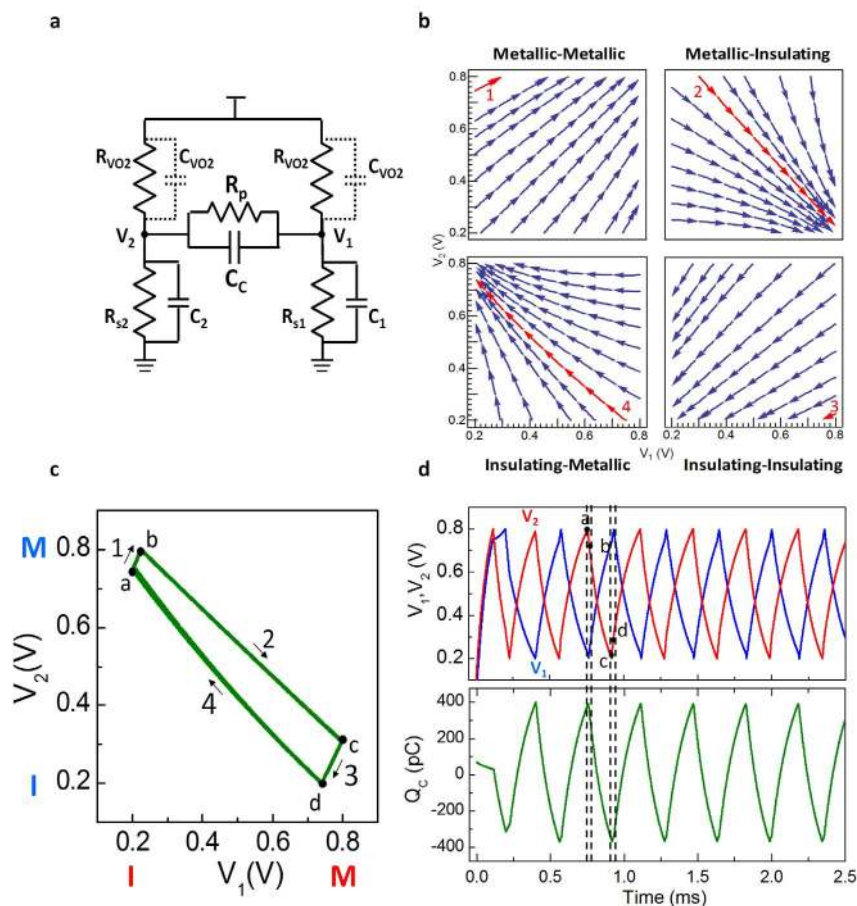 a
R_VO2
C_VO2
R_VO2
C_VO2
R_p
V_2
V_1
C_C
R_s2
C_2
R_s1
C_1
b
Metallic-Metallic
Metallic-Insulating
0.8
0.6
0.4
0.2
1
2
V_2 (V)
0.8
0.6
0.4
0.2
4
3
0.2 0.4 0.6 0.8
0.2 0.4 0.6 0.8
V_1 (V)
Insulating-Metallic
Insulating-Insulating
c
M
I
V_2(V)
0.8
0.6
0.4
0.2
1
b
a
2
4
c
3
d
0.2 0.4 0.6 0.8
I
V_1(V)
M
d
V_1,V_2 (V)
0.8
0.6
0.4
0.2
V_2
a
b
d
c
V_1
Q_C (pC)
400
200
0
-200
-400
0.0 0.5 1.0 1.5 2.0 2.5
Time (ms)